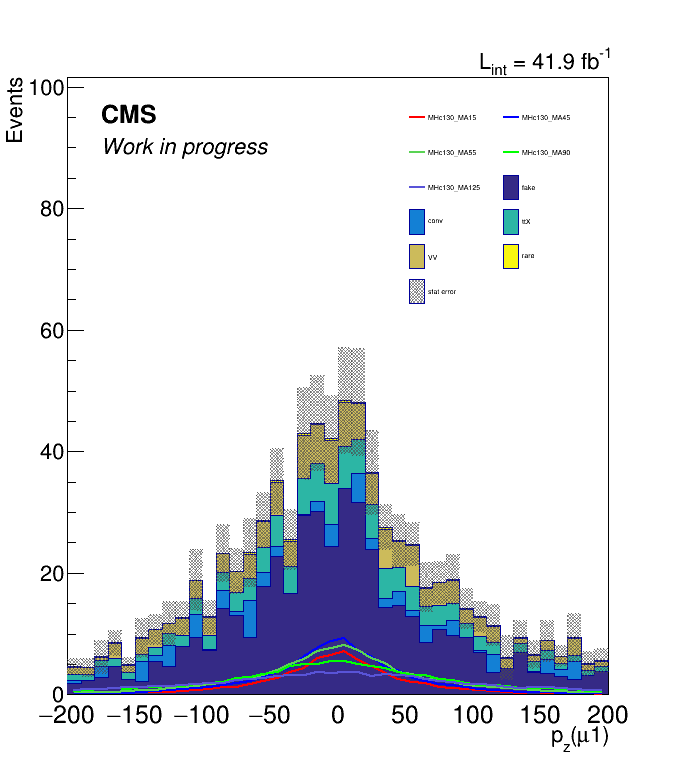 L_int = 41.9 fb^-1
Events
100
CMS
Work in progress
MHc130_MA15
MHc130_MA45
MHc130_MA55
MHc130_MA90
MHc130_MA125
fake
conv
ttX
VV
rare
stat error
80
60
40
20
0
−200 −150 −100 −50 0 50 100 150 200
p_z(μ1)